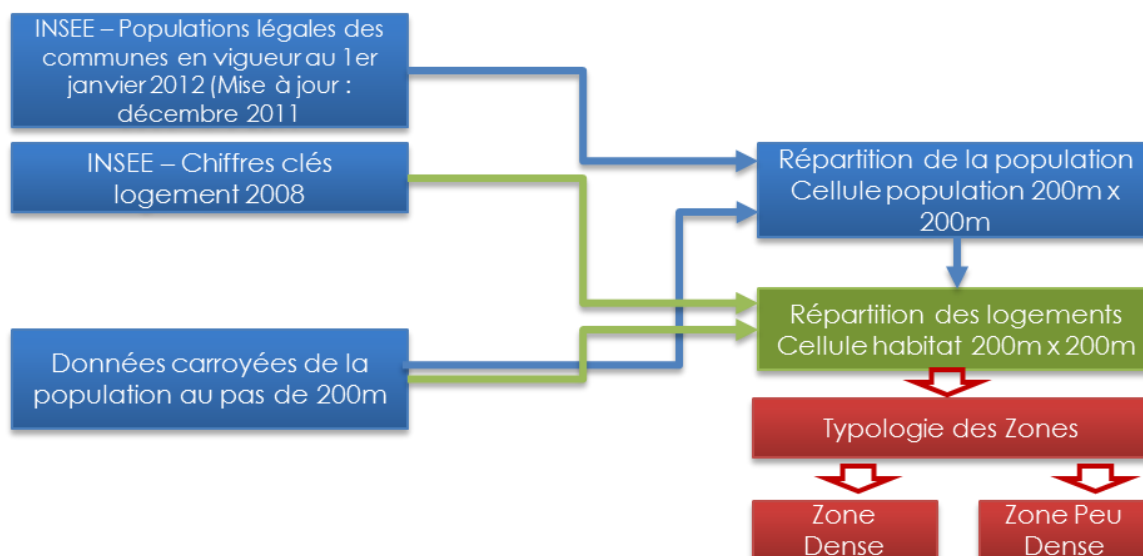 INSEE – Populations légales des
communes en vigueur au 1er
janvier 2012 (Mise à jour :
décembre 2011
INSEE – Chiffres clés
logement 2008
Données carroyées de la
population au pas de 200m
Répartition de la population
Cellule population 200m x
200m
Répartition des logements
Cellule habitat 200m x 200m
Typologie des Zones
Zone
Dense
Zone Peu
Dense